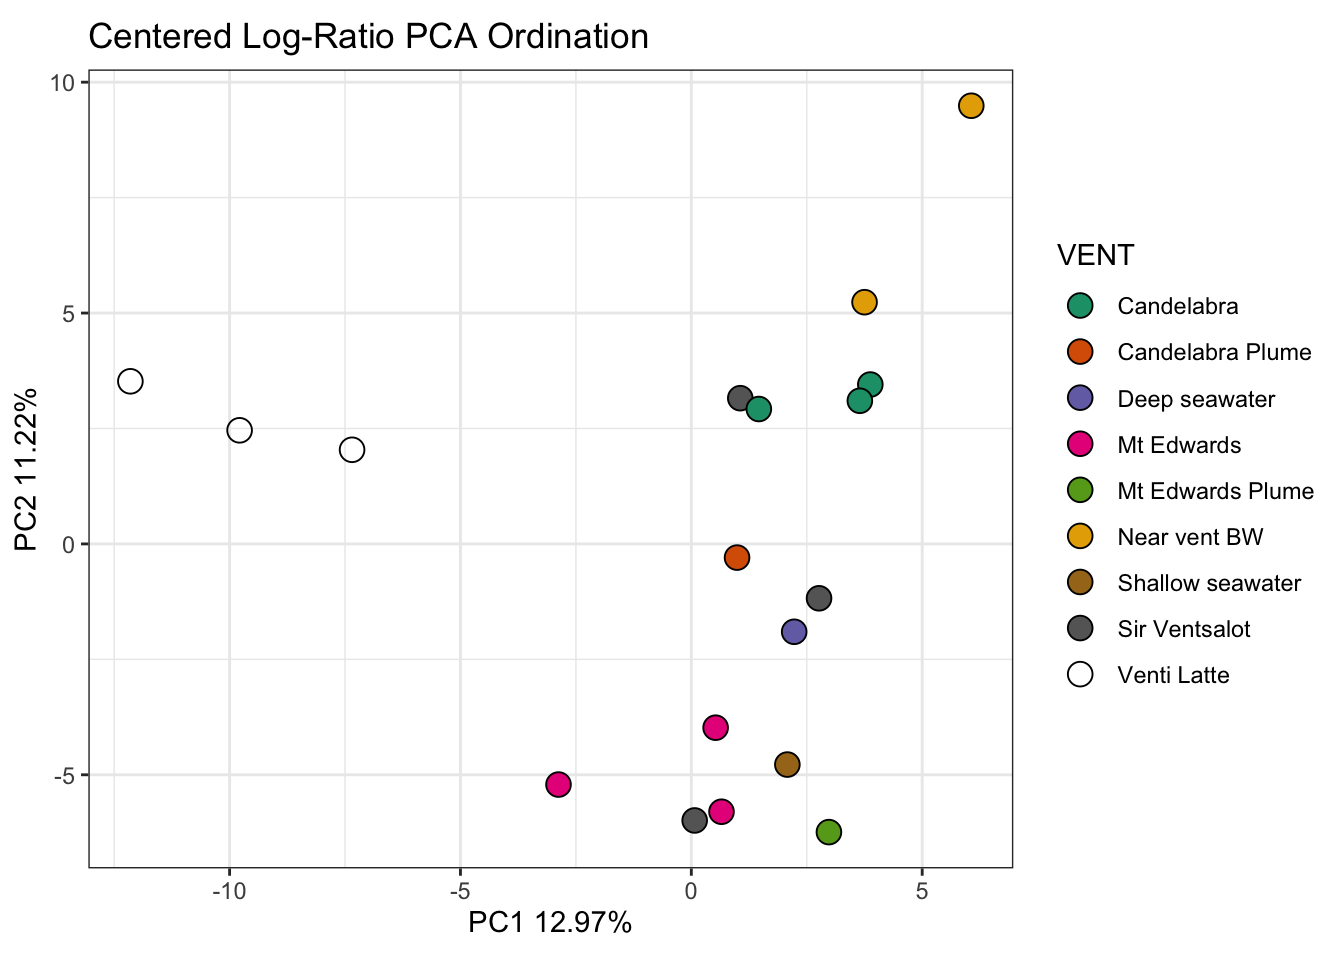 Centered Log-Ratio PCA Ordination
10
5
0
-5
PC2 11.22%
-10 -5 0 5
PC1 12.97%
VENT
Candelabra
Candelabra Plume
Deep seawater
Mt Edwards
Mt Edwards Plume
Near vent BW
Shallow seawater
Sir Ventsalot
Venti Latte